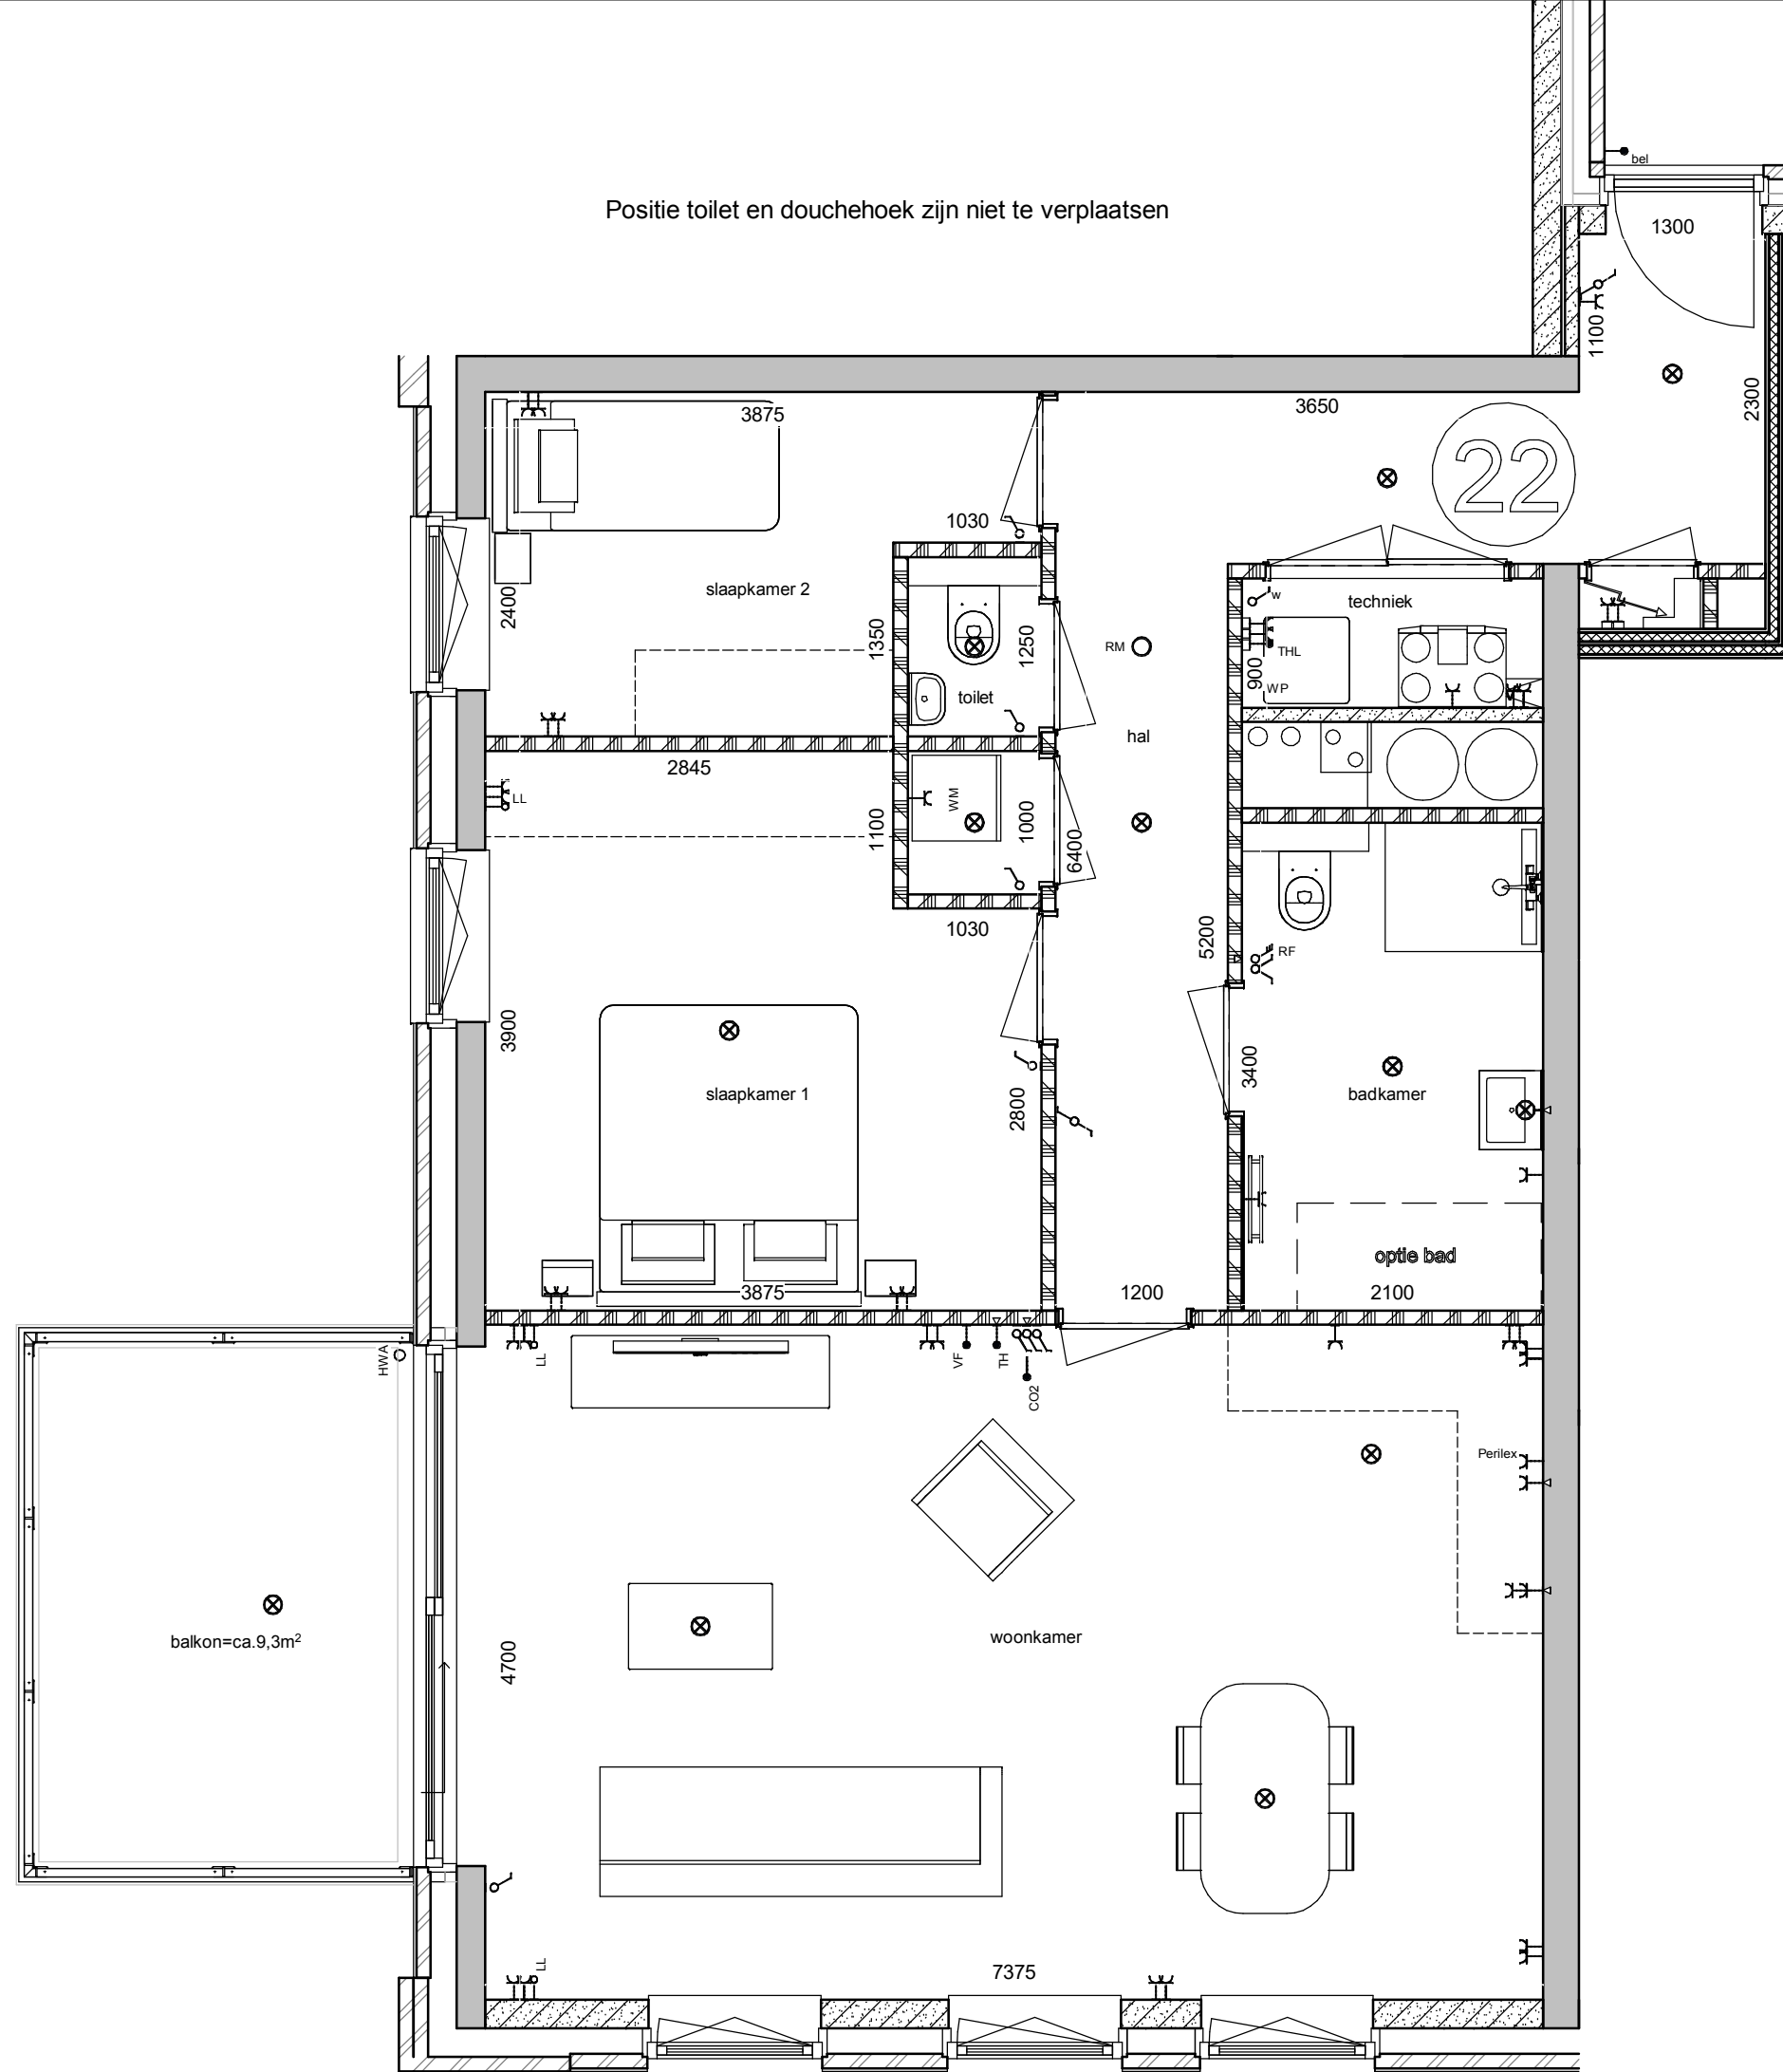 bel
Positie toilet en douchehoek zijn niet te verplaatsen
1300
1100
2300
3875
3650
22
1030
slaapkamer 2
2400
1350
1250
toilet
RM
w
techniek
THL
900
WP
hal
2845
LL
1100
WM
1000
6400
1030
5200
RF
3900
3400
slaapkamer 1
2800
badkamer
optie bad
3875
1200
2100
HWA
LL
VF
TH
CO2
Perilex
balkon=ca.9,3m²
4700
woonkamer
LL
7375